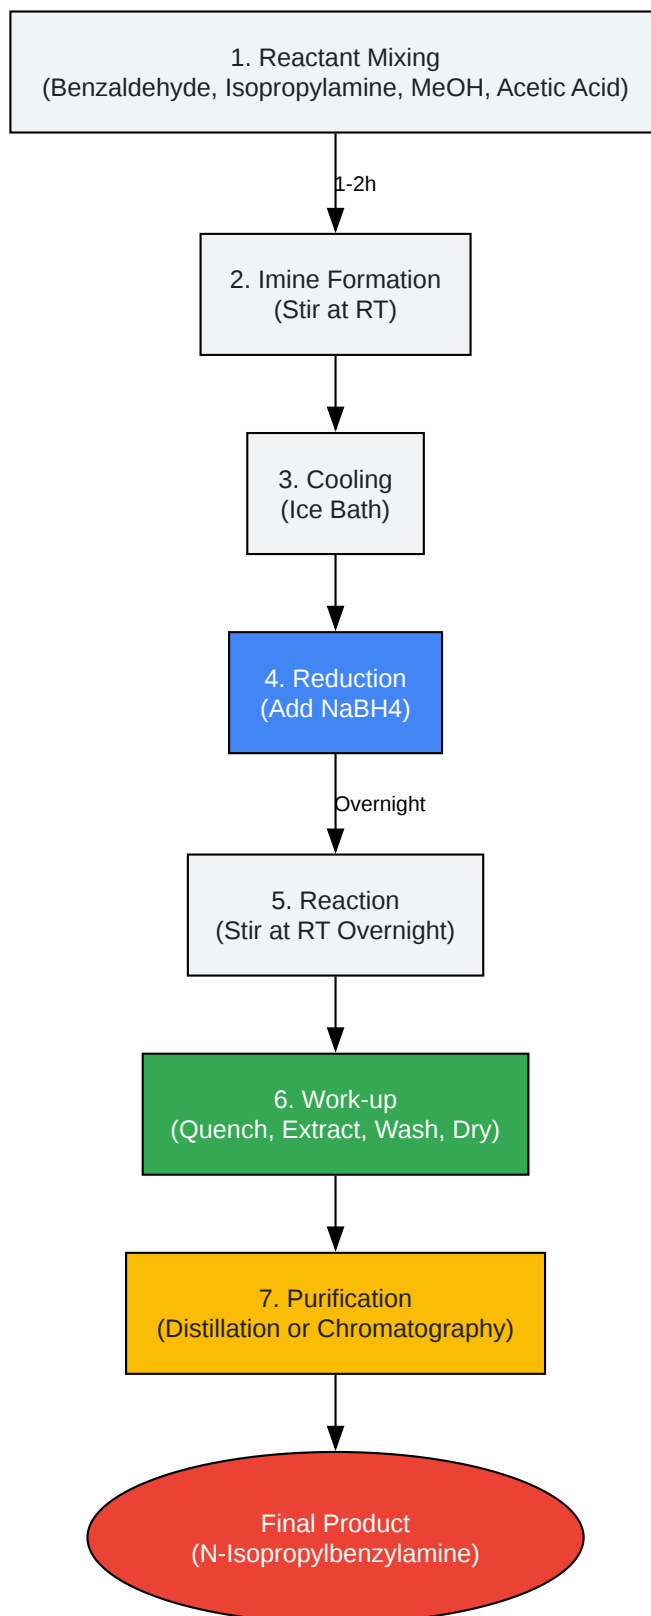 1. Reactant Mixing
(Benzaldehyde, Isopropylamine, MeOH, Acetic Acid)
1-2h
2. Imine Formation
(Stir at RT)
3. Cooling
(Ice Bath)
4. Reduction
(Add NaBH4)
Overnight
5. Reaction
(Stir at RT Overnight)
6. Work-up
(Quench, Extract, Wash, Dry)
7. Purification
(Distillation or Chromatography)
Final Product
(N-Isopropylbenzylamine)